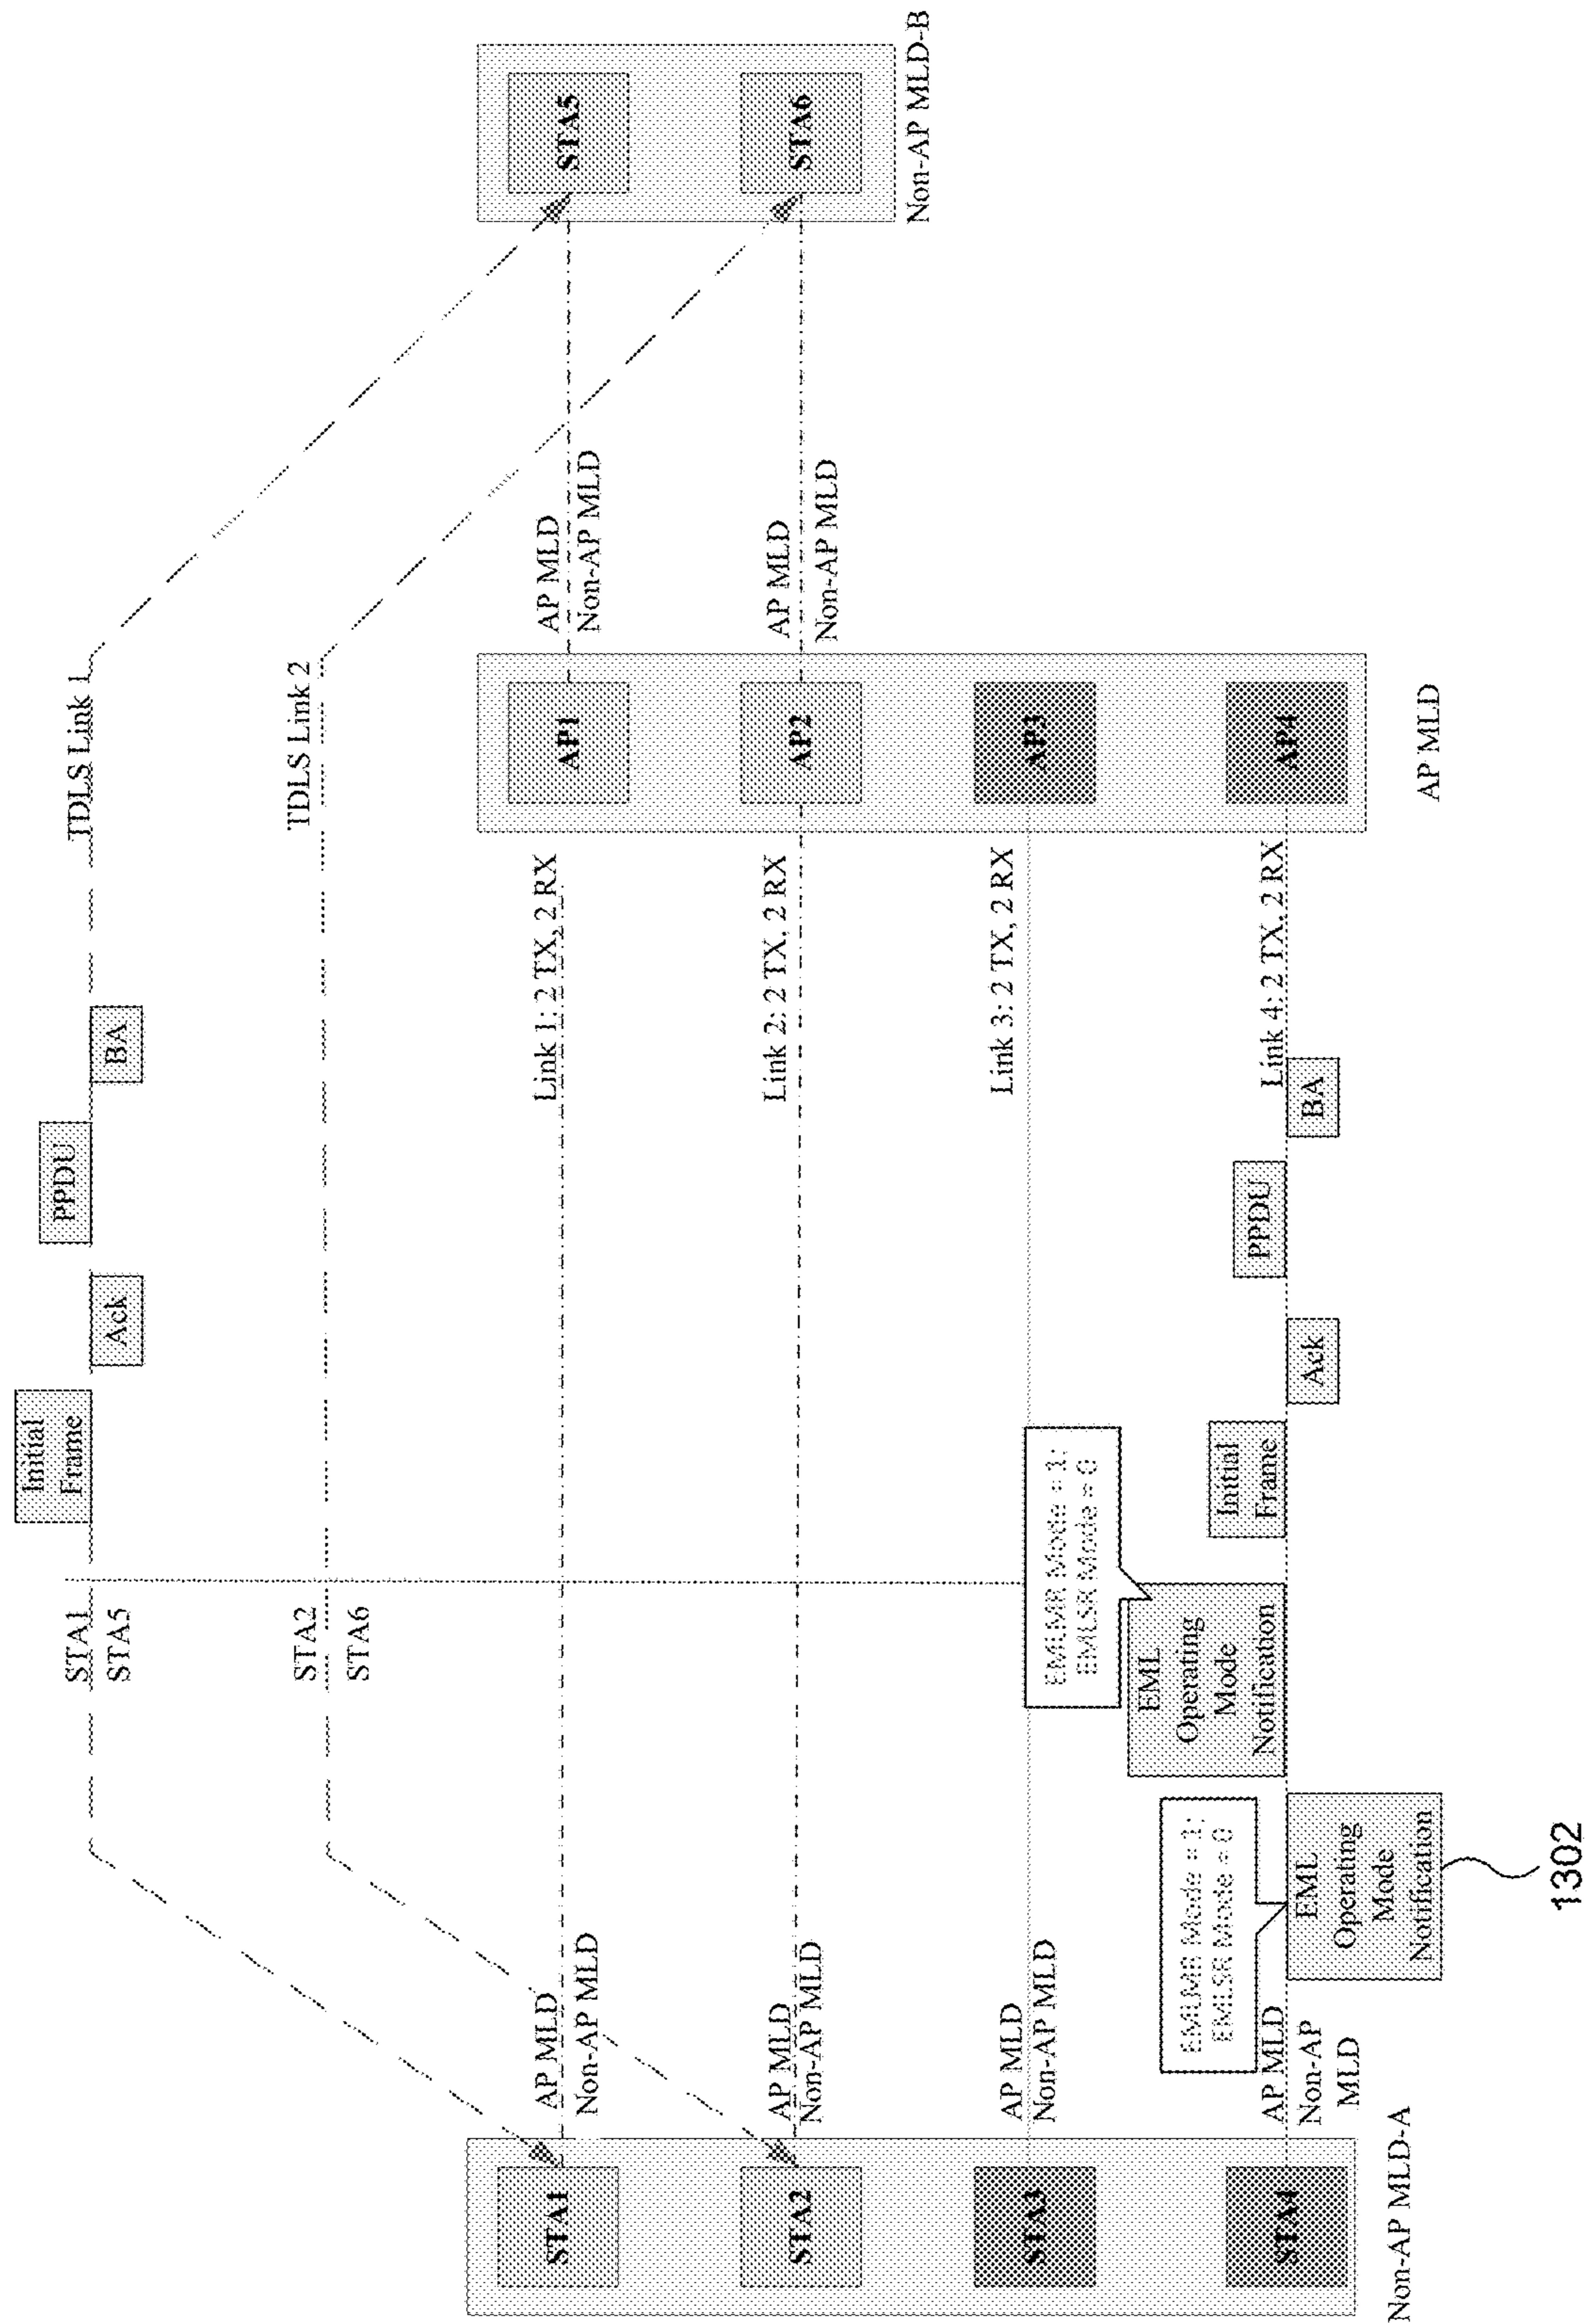 Initial
Frame
Ack
PPDU
BA
STA1
STA5
TDLS Link 1
STA2
STA6
TDLS Link 2
STA1
AP MLD
Non-AP MLD
Link 1: 2 TX, 2 RX
AP1
AP MLD
Non-AP MLD
STA5
STA2
AP MLD
Non-AP MLD
Link 2: 2 TX, 2 RX
AP2
AP MLD
Non-AP MLD
STA6
Non-AP MLD-B
STA3
AP MLD
Non-AP MLD
Link 3: 2 TX, 2 RX
AP3
EMLMR Mode = 1;
EMLSR Mode = 0
EML
Operating
Mode
Notification
EMLMR Mode = 1;
EMLSR Mode = 0
Initial
Frame
PPDU
STA4
AP MLD
Non-AP
MLD
Link 4: 2 TX, 2 RX
AP4
EML
Operating
Mode
Notification
Ack
BA
Non-AP MLD-A
AP MLD
1302